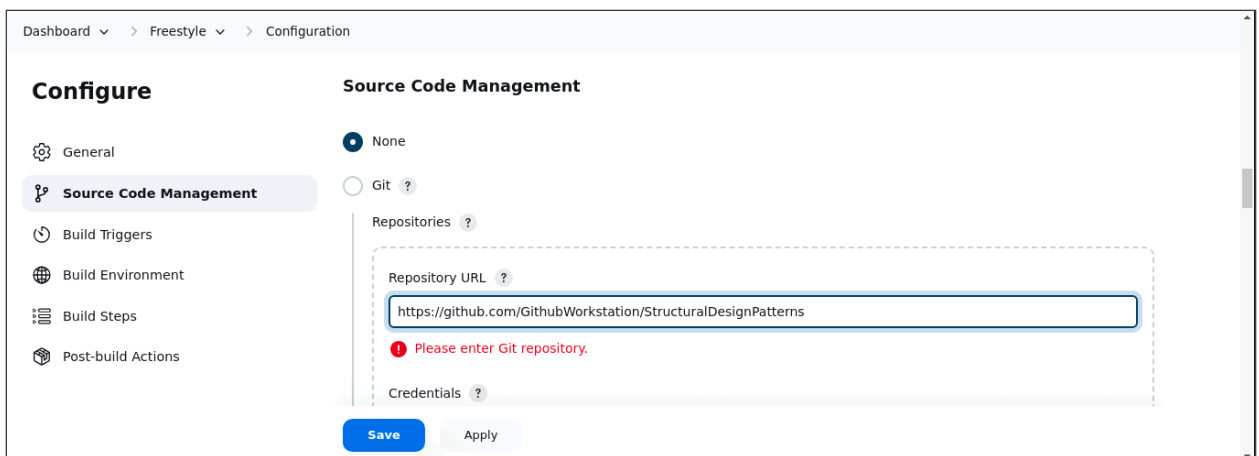 Dashboard Freestyle Configuration
Configure
General
Source Code Management
Build Triggers
Build Environment
Build Steps
Post-build Actions
Source Code Management
None
Git ?
Repositories ?
Repository URL ?
https://github.com/GithubWorkstation/StructuralDesignPatterns
! Please enter Git repository.
Credentials ?
Save Apply